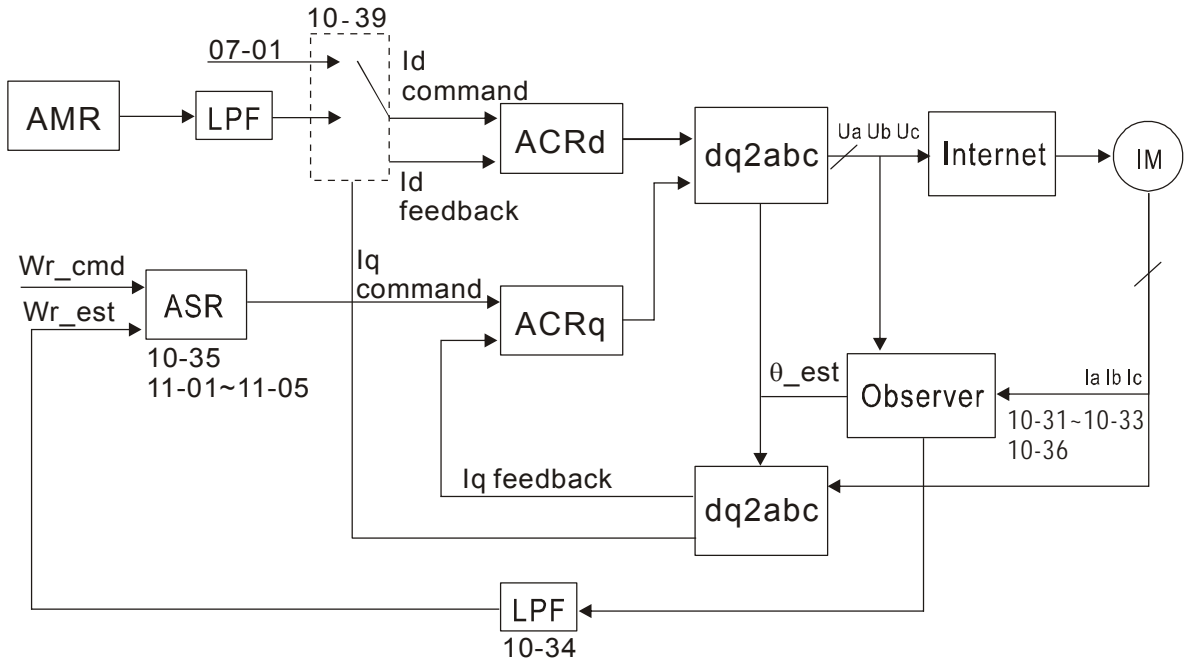 10-39
07-01
Id
command
AMR
LPF
ACRd
dq2abc
Ua Ub Uc
Internet
IM
Id
feedback
Wr_cmd
Wr_est
ASR
10-35
11-01~11-05
Iq
command
ACRq
θ_est
Observer
Ia Ib Ic
10-31~10-33
10-36
Iq feedback
dq2abc
LPF
10-34